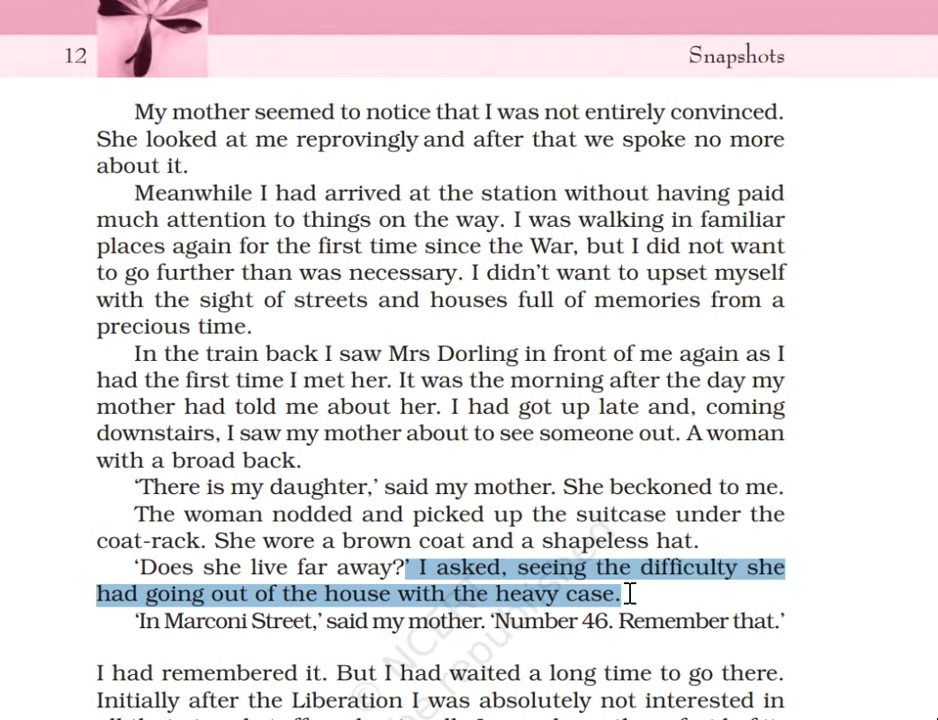 12
Snapshots
My mother seemed to notice that I was not entirely convinced.
She looked at me reprovingly and after that we spoke no more
about it.
Meanwhile I had arrived at the station without having paid
much attention to things on the way. I was walking in familiar
places again for the first time since the War, but I did not want
to go further than was necessary. I didn't want to upset myself
with the sight of streets and houses full of memories from a
precious time.
In the train back I saw Mrs Dorling in front of me again as I
had the first time I met her. It was the morning after the day my
mother had told me about her. I had got up late and, coming
downstairs, I saw my mother about to see someone out. A woman
with a broad back.
‘There is my daughter,’ said my mother. She beckoned to me.
The woman nodded and picked up the suitcase under the
coat-rack. She wore a brown coat and a shapeless hat.
‘Does she live far away?’ I asked, seeing the difficulty she
had going out of the house with the heavy case.
‘In Marconi Street,’ said my mother. ‘Number 46. Remember that.’
I had remembered it. But I had waited a long time to go there.
Initially after the Liberation I was absolutely not interested in
© NCERT
be republished